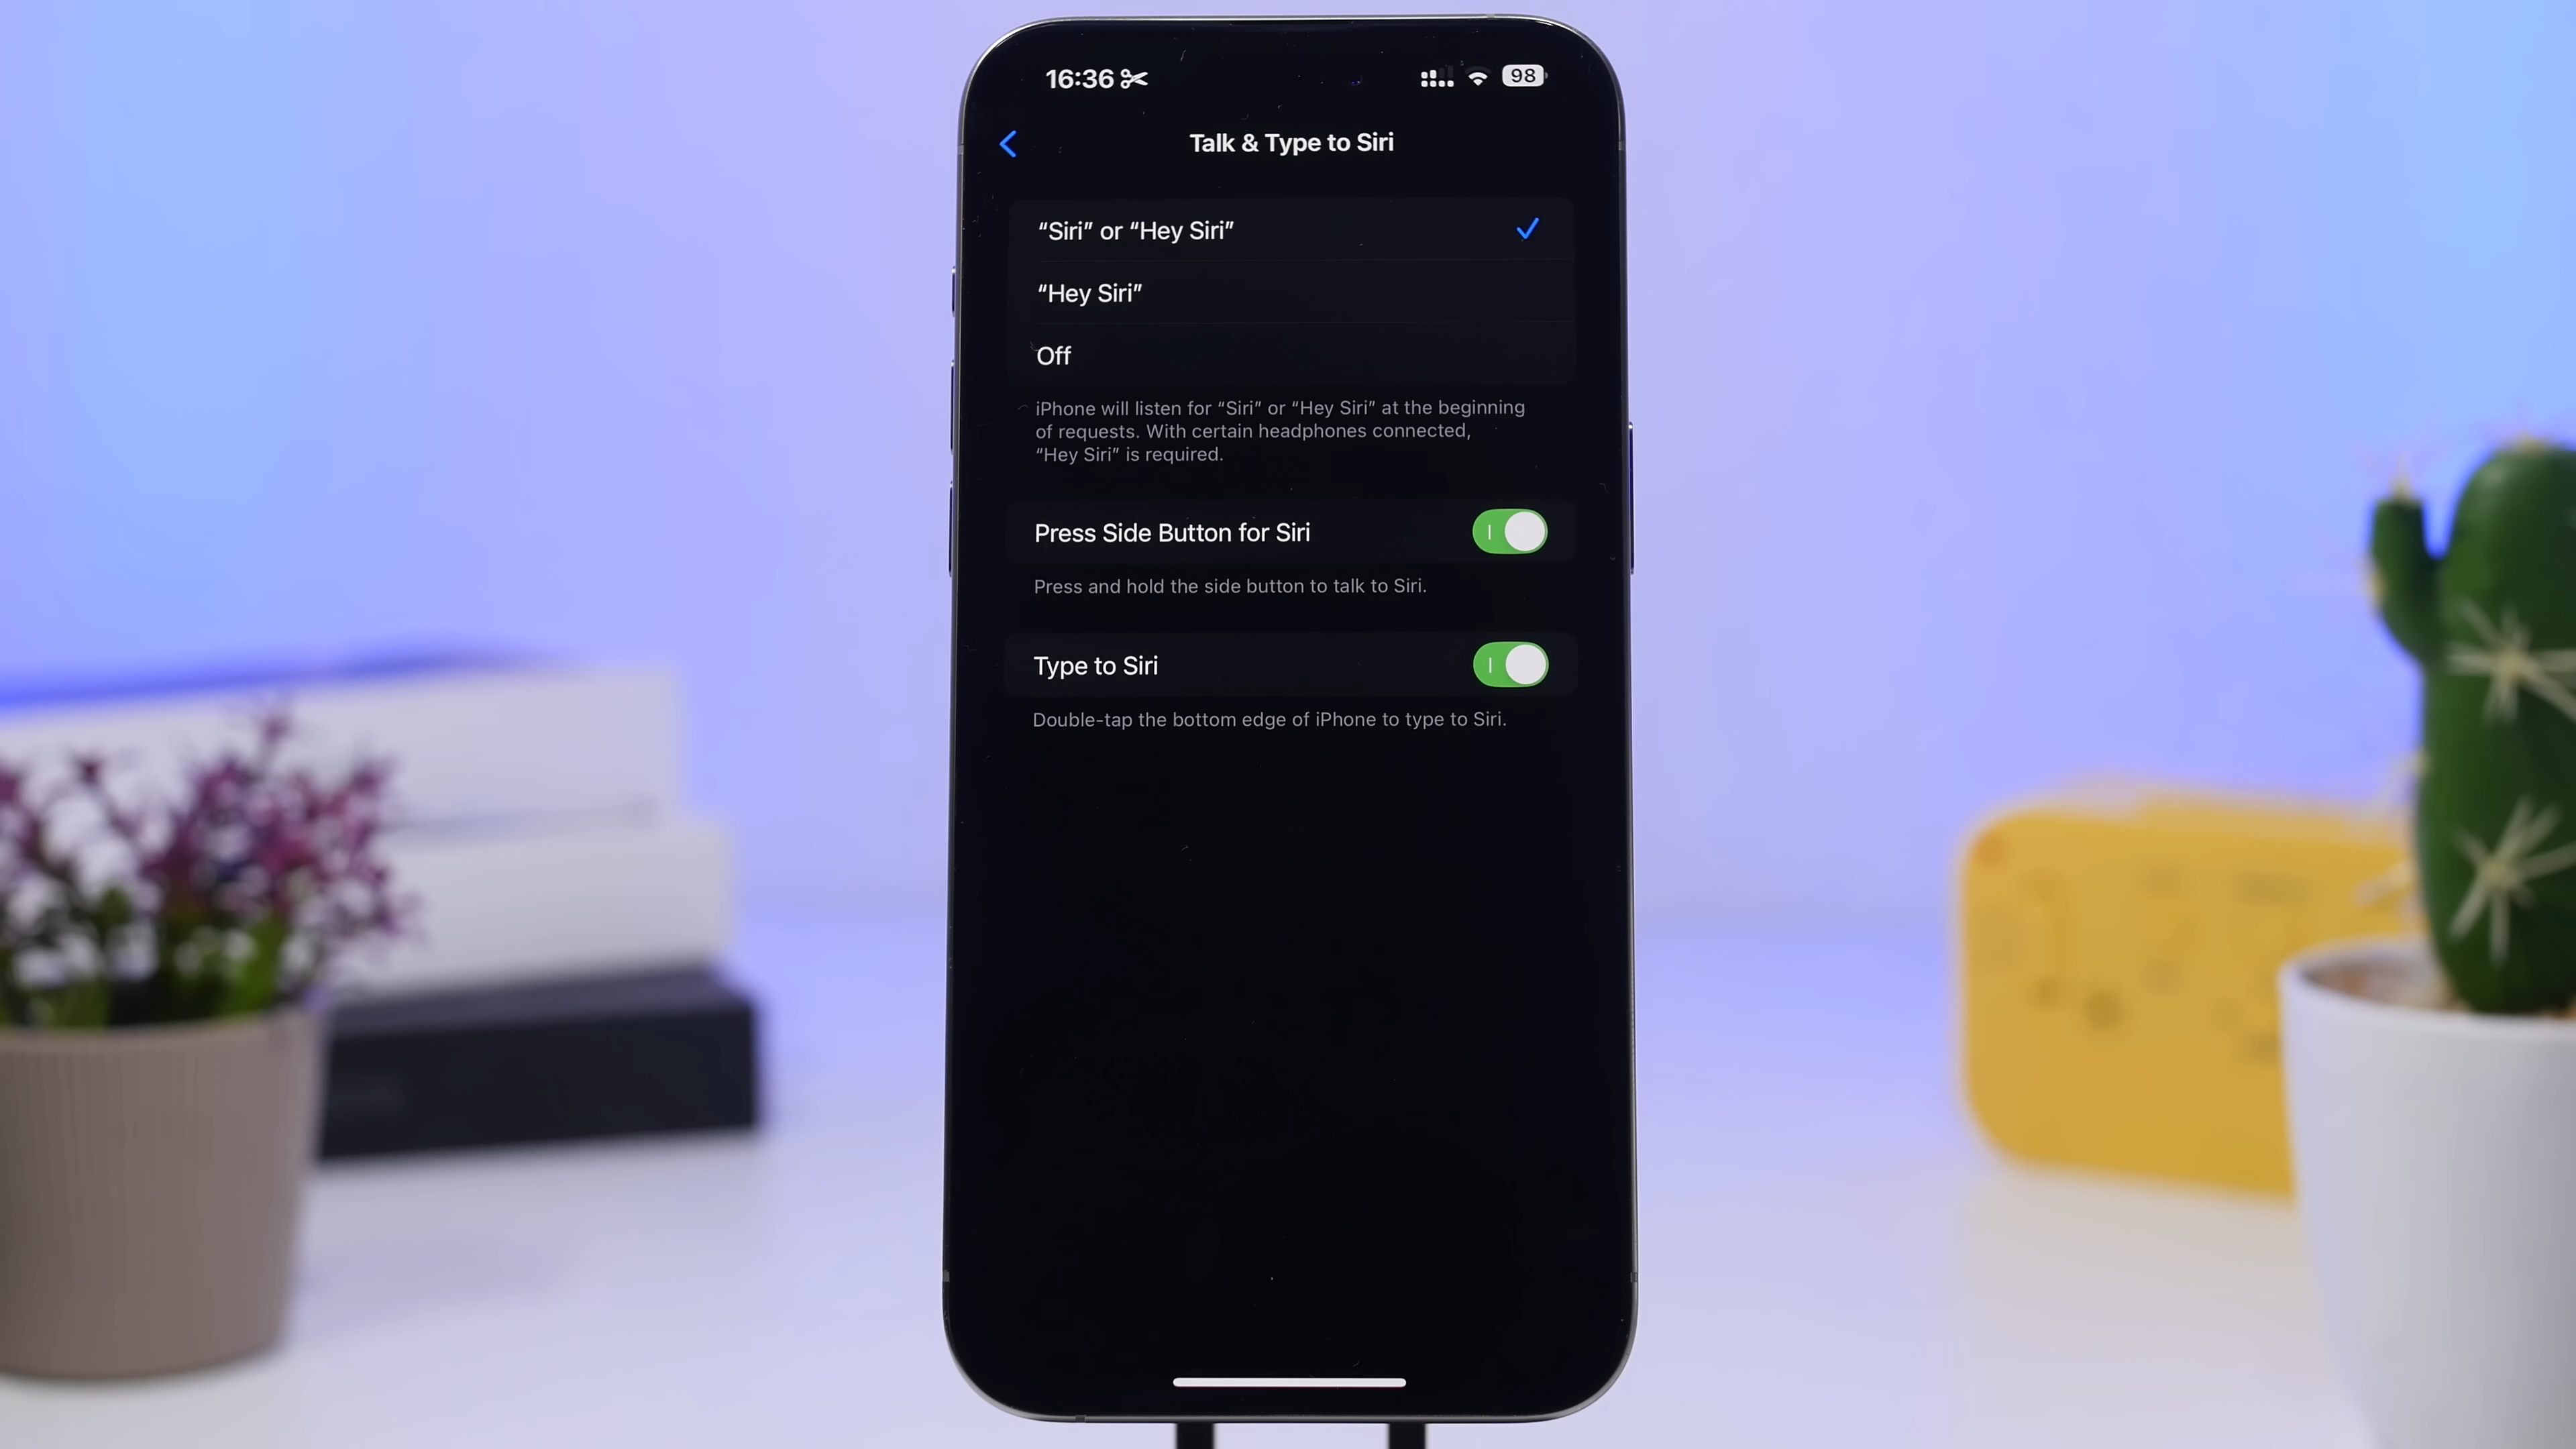 16:36
98
Talk & Type to Siri
“Siri” or “Hey Siri”
“Hey Siri”
Off
iPhone will listen for “Siri” or “Hey Siri” at the beginning
of requests. With certain headphones connected,
“Hey Siri” is required.
Press Side Button for Siri
Press and hold the side button to talk to Siri.
Type to Siri
Double-tap the bottom edge of iPhone to type to Siri.